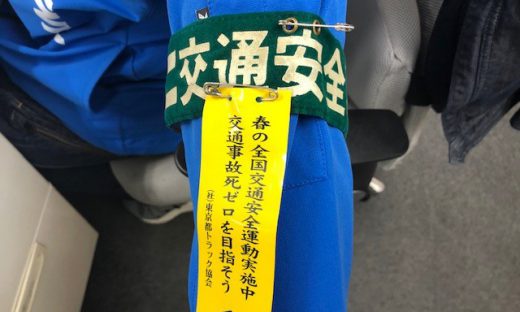 交通安全
春の全国交通安全運動実施中
交通事故死ゼロを目指そう
(社)東京都トラック協会